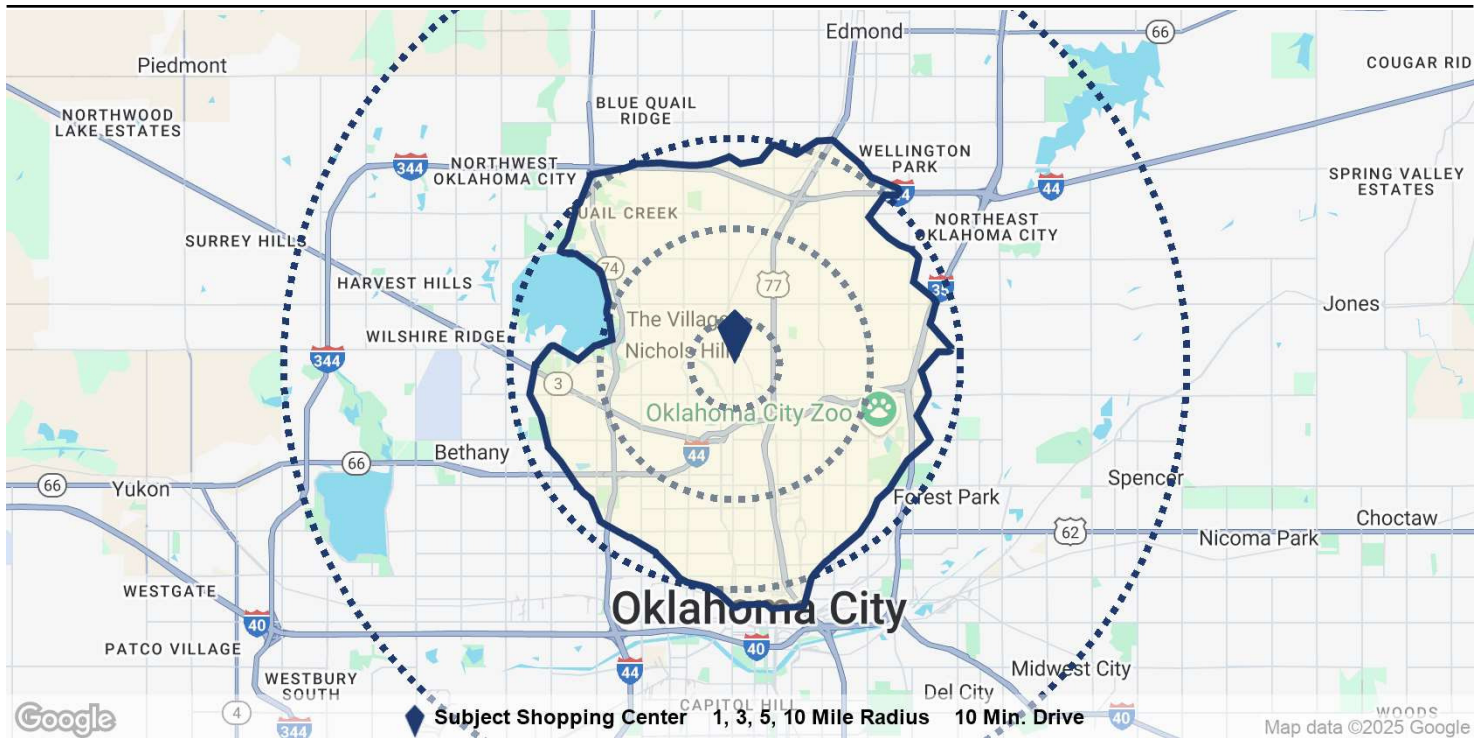 Edmond
66
Piedmont
COUGAR RID
NORTHWOOD
LAKE ESTATES
BLUE QUAIL
RIDGE
344
NORTHWEST
OKLAHOMA CITY
WELLINGTON
PARK
44
44
SPRING VALLEY
ESTATES
QUAIL CREEK
NORTHEAST
OKLAHOMA CITY
SURREY HILLS
74
HARVEST HILLS
77
35
Jones
The Village
WILSHIRE RIDGE
Nichols Hill
344
3
Oklahoma City Zoo
Bethany
44
66
66
Yukon
Spencer
Forest Park
Choctaw
62
Nicoma Park
WESTGATE
Oklahoma City
40
PATCO VILLAGE
40
44
Midwest City
WESTBURY
SOUTH
Del City
CAPITOL HILL
4
344
40
WOODS
Google
Subject Shopping Center 1, 3, 5, 10 Mile Radius 10 Min. Drive
Map data ©2025 Google